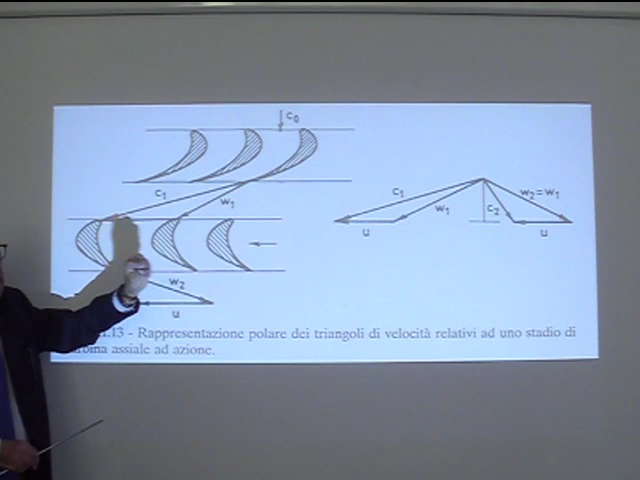 c0
c1
w1
w2
u
c1
w1
c2
w2=w1
u
u
.13 - Rappresentazione polare dei triangoli di velocità relativi ad uno stadio di
assiale ad azione.